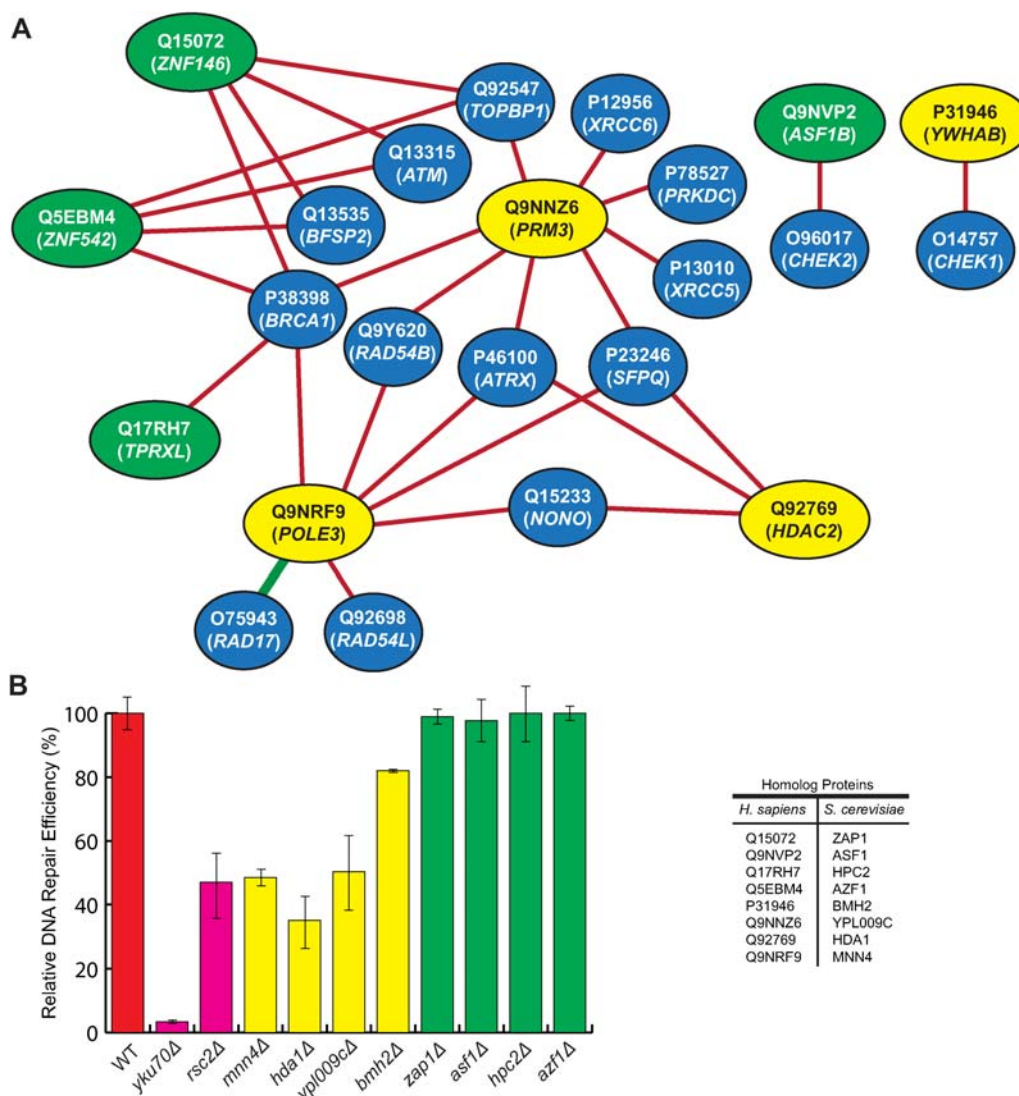 A
Q15072
(ZNF146)
Q92547
(TOPBP1)
P12956
(XRCC6)
Q9NVP2
(ASF1B)
P31946
(YWHAB)
Q13315
(ATM)
P78527
(PRKDC)
Q5EBM4
(ZNF542)
Q13535
(BFSP2)
Q9NNZ6
(PRM3)
O96017
(CHEK2)
O14757
(CHEK1)
P13010
(XRCC5)
P38398
(BRCA1)
Q9Y620
(RAD54B)
P46100
(ATRX)
P23246
(SFPQ)
Q17RH7
(TPRXL)
Q9NRF9
(POLE3)
Q15233
(NONO)
Q92769
(HDAC2)
O75943
(RAD17)
Q92698
(RAD54L)
B
Relative DNA Repair Efficiency (%)
100
80
60
40
20
0
WT
yku70Δ
rsc2Δ
mnn4Δ
hda1Δ
ypl009cΔ
bmh2Δ
zap1Δ
asf1Δ
hpc2Δ
azf1Δ
Homolog Proteins
H. sapiens S. cerevisiae
Q15072 ZAP1
Q9NVP2 ASF1
Q17RH7 HPC2
Q5EBM4 AZF1
P31946 BMH2
Q9NNZ6 YPL009C
Q92769 HDA1
Q9NRF9 MNN4